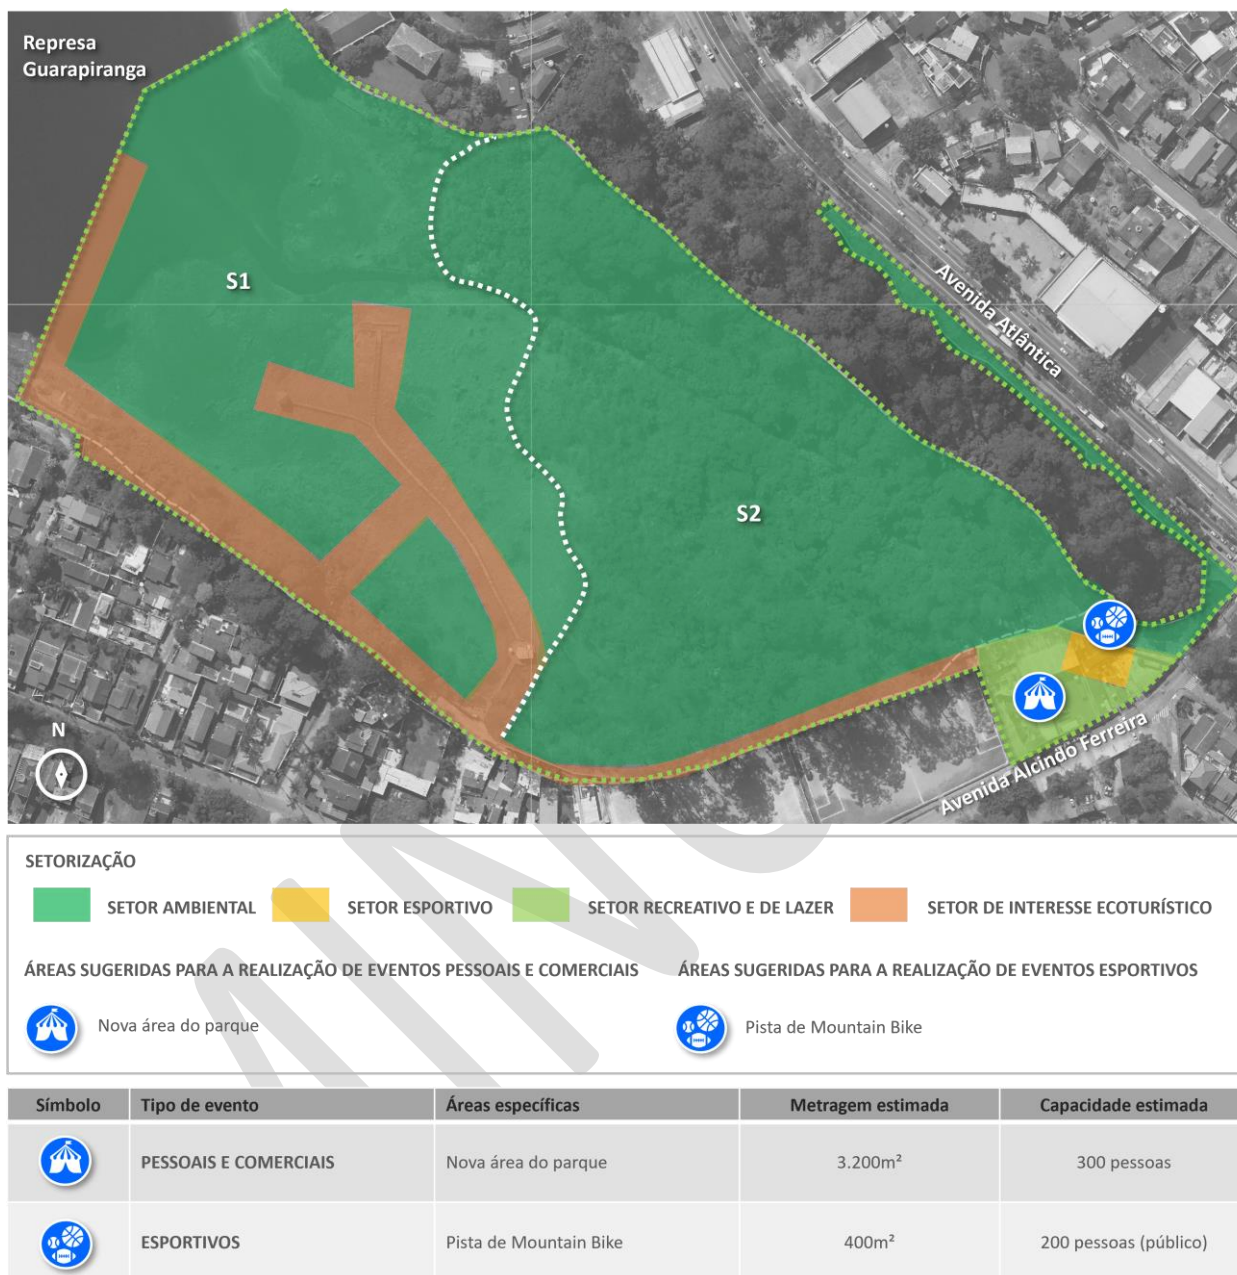 Represa
Guarapiranga
S1
Avenida Atlântica
S2
N
Avenida Alcindo Ferreira
SETORIZAÇÃO
SETOR AMBIENTAL SETOR ESPORTIVO SETOR RECREATIVO E DE LAZER SETOR DE INTERESSE ECOTURÍSTICO
ÁREAS SUGERIDAS PARA A REALIZAÇÃO DE EVENTOS PESSOAIS E COMERCIAIS ÁREAS SUGERIDAS PARA A REALIZAÇÃO DE EVENTOS ESPORTIVOS
Nova área do parque Pista de Mountain Bike
Símbolo Tipo de evento Áreas específicas Metragem estimada Capacidade estimada
PESSOAIS E COMERCIAIS Nova área do parque 3.200m² 300 pessoas
ESPORTIVOS Pista de Mountain Bike 400m² 200 pessoas (público)